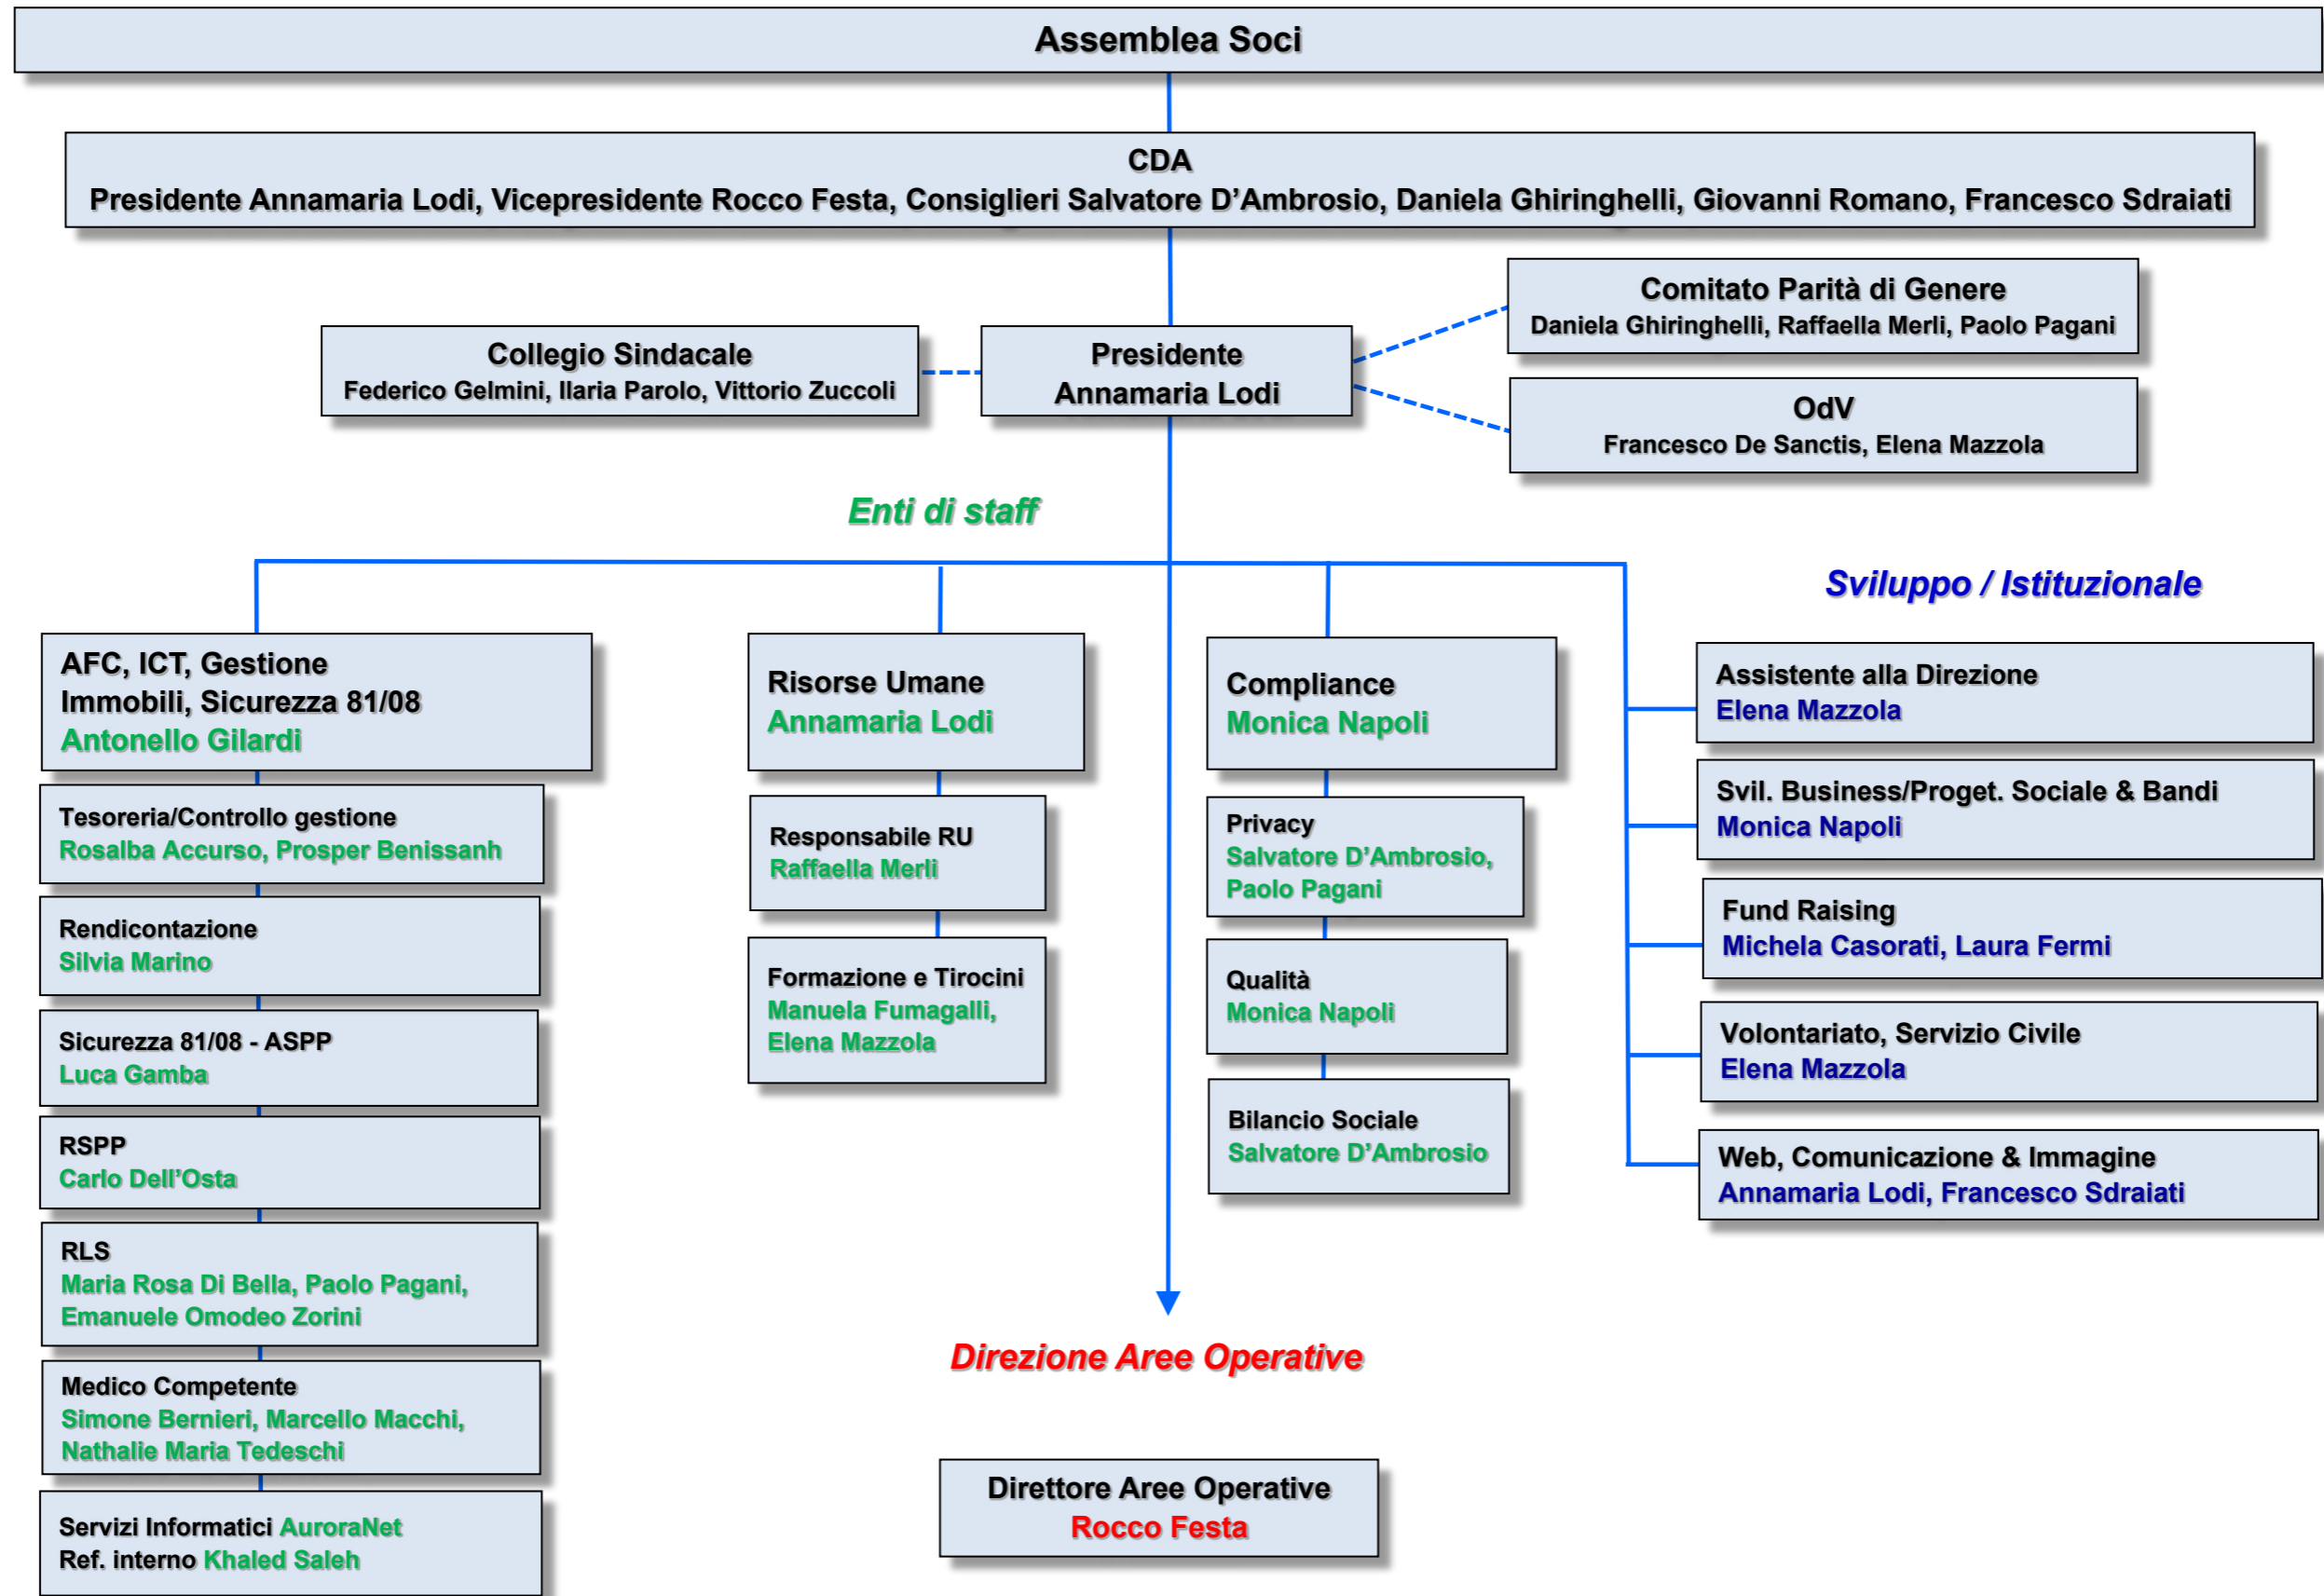 Assemblea Soci
CDA
Presidente Annamaria Lodi, Vicepresidente Rocco Festa, Consiglieri Salvatore D’Ambrosio, Daniela Ghiringhelli, Giovanni Romano, Francesco Sdraiati
Comitato Parità di Genere
Daniela Ghiringhelli, Raffaella Merli, Paolo Pagani
Collegio Sindacale
Federico Gelmini, Ilaria Parolo, Vittorio Zuccoli
Presidente
Annamaria Lodi
OdV
Francesco De Sanctis, Elena Mazzola
Enti di staff
Sviluppo / Istituzionale
AFC, ICT, Gestione
Immobili, Sicurezza 81/08
Antonello Gilardi
Tesoreria/Controllo gestione
Rosalba Accurso, Prosper Benissanh
Rendicontazione
Silvia Marino
Sicurezza 81/08 - ASPP
Luca Gamba
RSPP
Carlo Dell’Osta
RLS
Maria Rosa Di Bella, Paolo Pagani,
Emanuele Omodeo Zorini
Medico Competente
Simone Bernieri, Marcello Macchi,
Nathalie Maria Tedeschi
Servizi Informatici AuroraNet
Ref. interno Khaled Saleh
Risorse Umane
Annamaria Lodi
Responsabile RU
Raffaella Merli
Formazione e Tirocini
Manuela Fumagalli,
Elena Mazzola
Compliance
Monica Napoli
Privacy
Salvatore D’Ambrosio,
Paolo Pagani
Qualità
Monica Napoli
Bilancio Sociale
Salvatore D’Ambrosio
Assistente alla Direzione
Elena Mazzola
Svil. Business/Proget. Sociale & Bandi
Monica Napoli
Fund Raising
Michela Casorati, Laura Fermi
Volontariato, Servizio Civile
Elena Mazzola
Web, Comunicazione & Immagine
Annamaria Lodi, Francesco Sdraiati
Direzione Aree Operative
Direttore Aree Operative
Rocco Festa